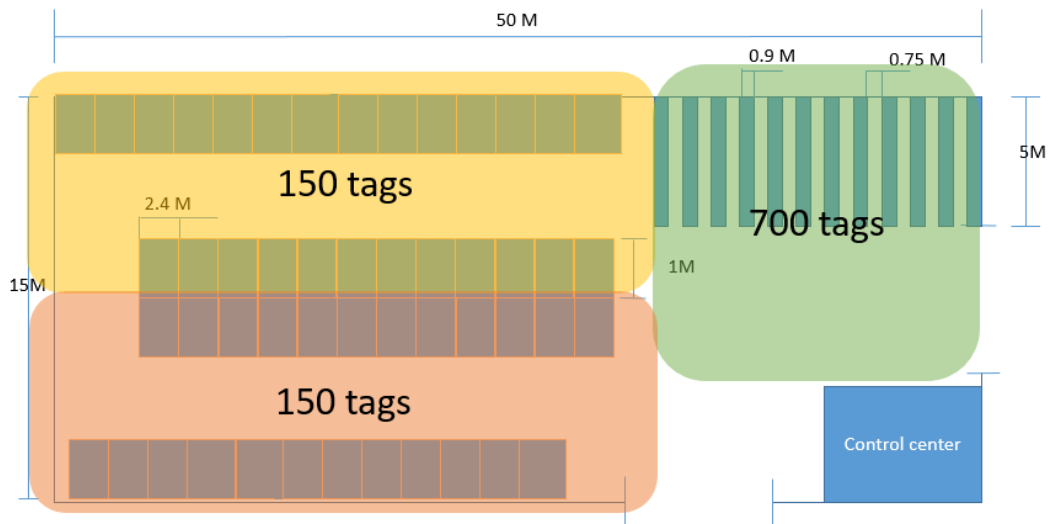 50 M
0.9 M
0.75 M
5M
150 tags
2.4 M
700 tags
1M
15M
150 tags
Control center